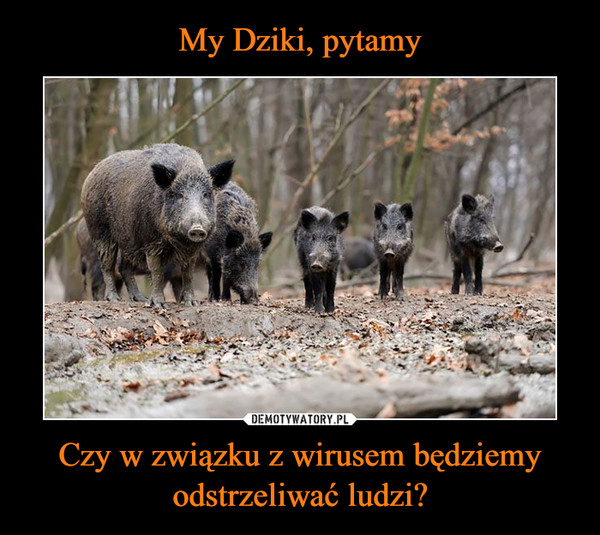 My Dziki, pytamy
DEMOTYWATORY.PL
Czy w związku z wirusem będziemy
odstrzeliwać ludzi?